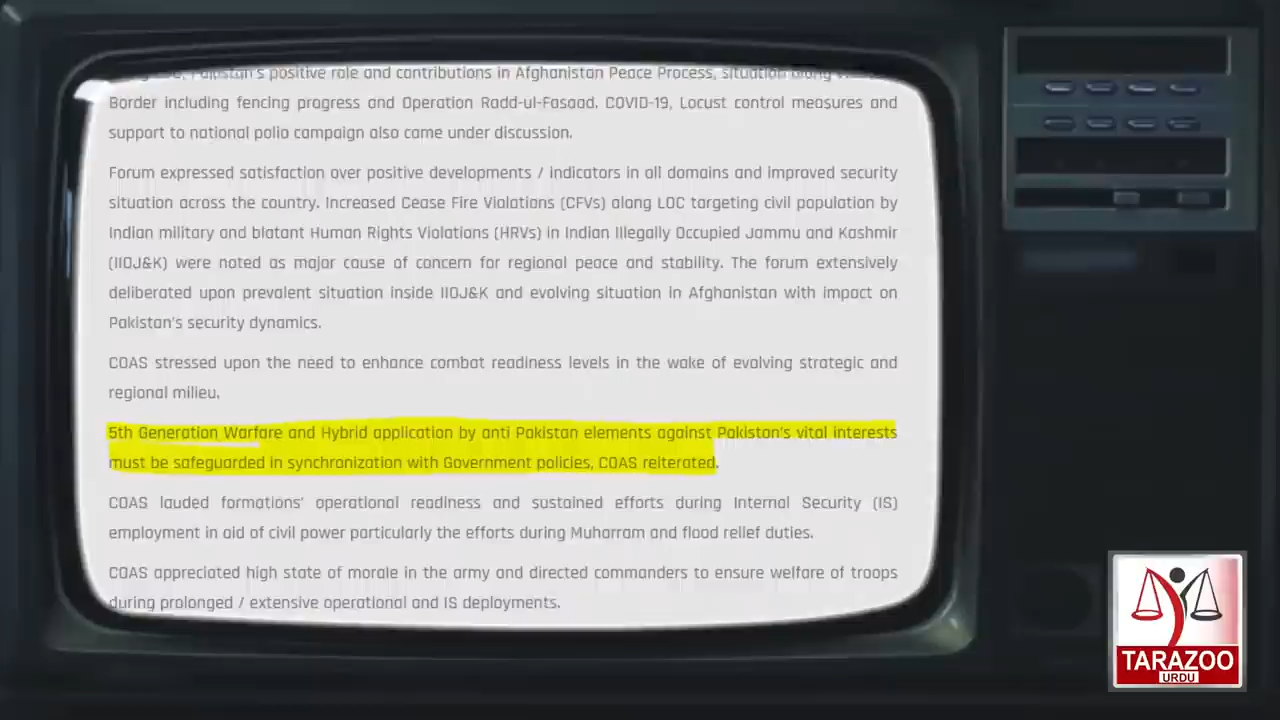 Pakistan's positive role and contributions in Afghanistan Peace Process, situation along
Border including fencing progress and Operation Radd-ul-Fasaad. COVID-19, Locust control measures and
support to national polio campaign also came under discussion.
Forum expressed satisfaction over positive developments / indicators in all domains and improved security
situation across the country. Increased Cease Fire Violations (CFVs) along LOC targeting civil population by
Indian military and blatant Human Rights Violations (HRVs) in Indian Illegally Occupied Jammu and Kashmir
(IIOJ&K) were noted as major cause of concern for regional peace and stability. The forum extensively
deliberated upon prevalent situation inside IIOJ&K and evolving situation in Afghanistan with impact on
Pakistan's security dynamics.
COAS stressed upon the need to enhance combat readiness levels in the wake of evolving strategic and
regional milieu.
5th Generation Warfare and Hybrid application by anti Pakistan elements against Pakistan's vital interests
must be safeguarded in synchronization with Government policies, COAS reiterated.
COAS lauded formations' operational readiness and sustained efforts during Internal Security (IS)
employment in aid of civil power particularly the efforts during Muharram and flood relief duties.
COAS appreciated high state of morale in the army and directed commanders to ensure welfare of troops
during prolonged / extensive operational and IS deployments.
TARAZOO
URDU